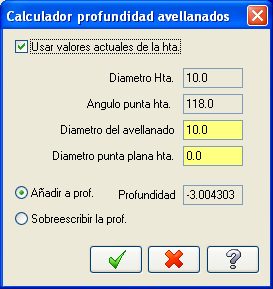 Calculador profundidad avellanados
Usar valores actuales de la hta.
Diametro Hta. 10.0
Angulo punta hta. 118.0
Diametro del avellanado 10.0
Diametro punta plana hta. 0.0
Añadir a prof. Profundidad -3.004303
Sobreescribir la prof.
?